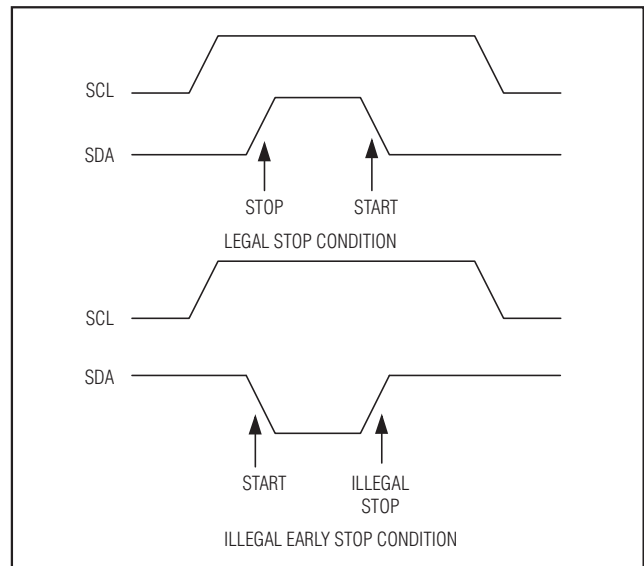 SCL
SDA
STOP START
LEGAL STOP CONDITION
SCL
SDA
START ILLEGAL
STOP
ILLEGAL EARLY STOP CONDITION